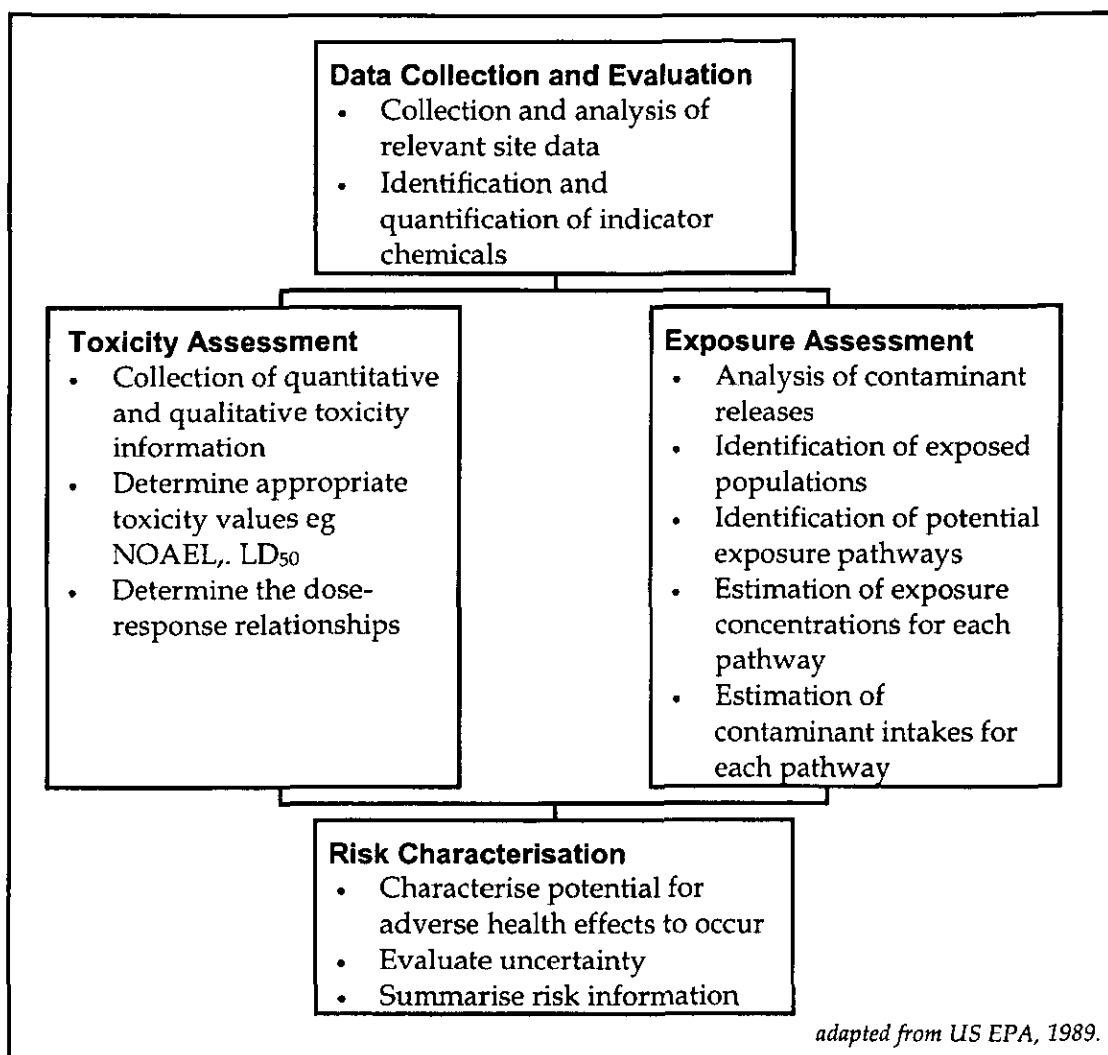 Data Collection and Evaluation
• Collection and analysis of
relevant site data
• Identification and
quantification of indicator
chemicals
Toxicity Assessment
• Collection of quantitative
and qualitative toxicity
information
• Determine appropriate
toxicity values eg
NOAEL,. LD50
• Determine the dose-
response relationships
Exposure Assessment
• Analysis of contaminant
releases
• Identification of exposed
populations
• Identification of potential
exposure pathways
• Estimation of exposure
concentrations for each
pathway
• Estimation of
contaminant intakes for
each pathway
Risk Characterisation
• Characterise potential for
adverse health effects to occur
• Evaluate uncertainty
• Summarise risk information
adapted from US EPA, 1989.